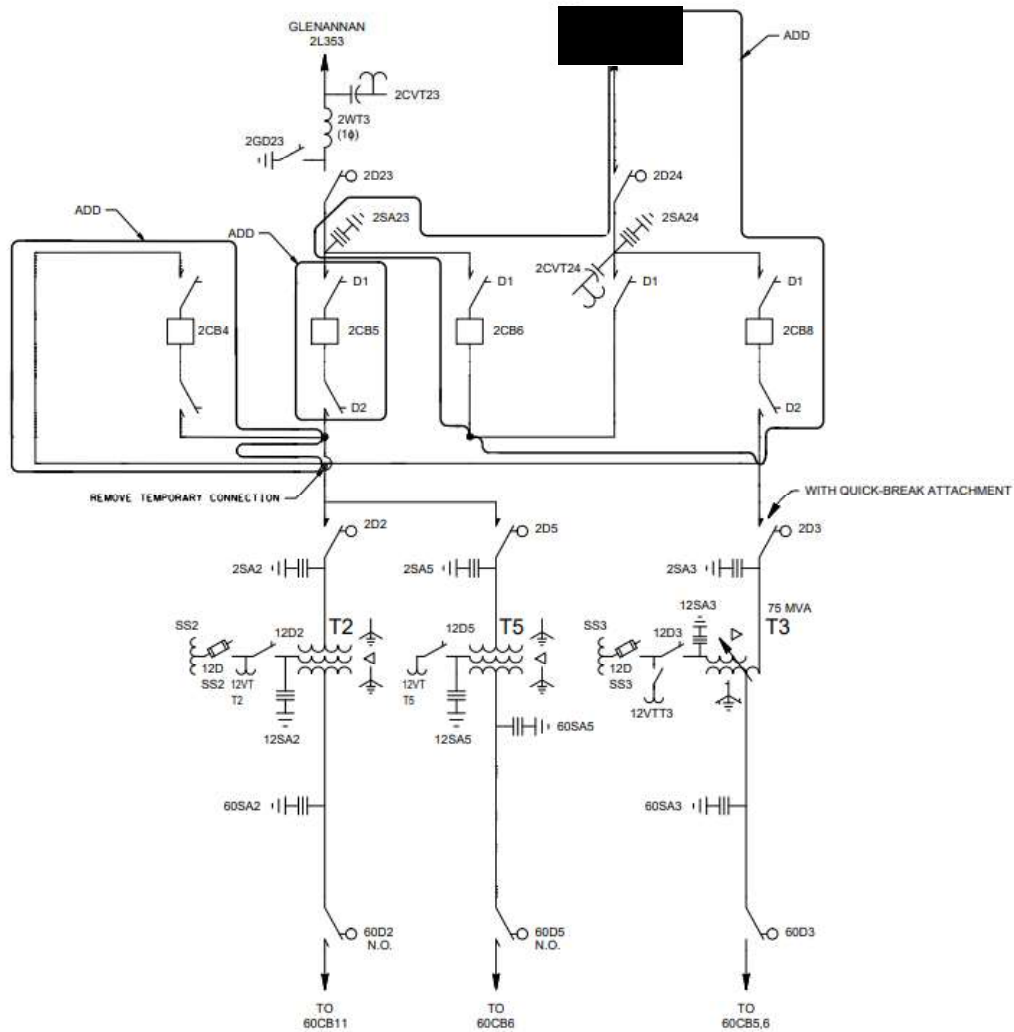 GLENANNAN
2L353
ADD
2CVT23
2WT3
(1ϕ)
2GD23
2D23
2D24
ADD
2SA23
2SA24
ADD
2CVT24
D1
D1
D1
D1
2CB4
2CB5
2CB6
2CB8
D2
D2
REMOVE TEMPORARY CONNECTION
WITH QUICK-BREAK ATTACHMENT
2D2
2D5
2D3
2SA2
2SA5
2SA3
12SA3
75 MVA
SS2
12D2
T2
12D5
T5
SS3
12D3
T3
12D
SS2
12VT
T2
12VT
T5
12D
SS3
12VTT3
12SA2
12SA5
60SA5
60SA2
60SA3
60D2
N.O.
60D5
N.O.
60D3
TO
60CB11
TO
60CB6
TO
60CB5,6